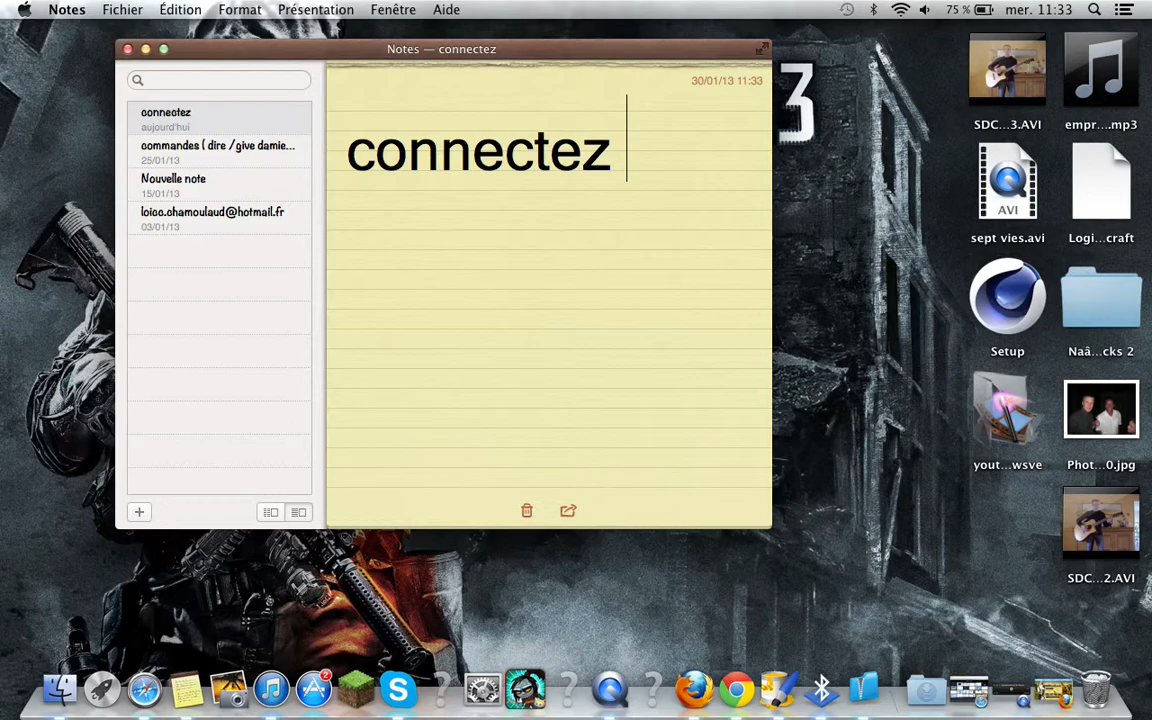 Notes Fichier Édition Format Présentation Fenêtre Aide 75 % mer. 11:33
Notes — connectez
30/01/13 11:33
connectez
aujourd'hui
commandes ( dire /give damie...
25/01/13
Nouvelle note
15/01/13
loicc.chamoulaud@hotmail.fr
03/01/13
connectez
3
SDC...3.AVI
empr....mp3
AVI
sept vies.avi
Logi...craft
Setup
Naâ...cks 2
yout...wsve
Phot...0.jpg
SDC...2.AVI
2